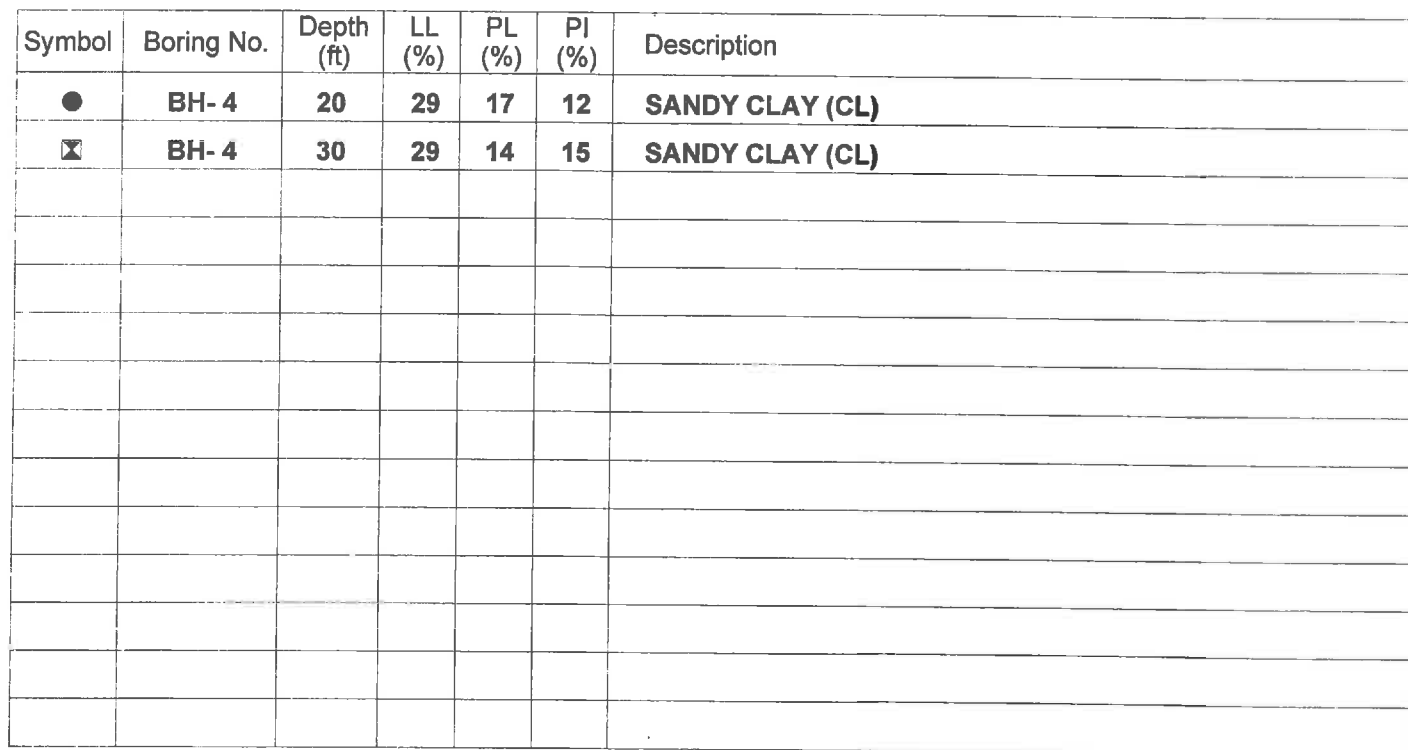 Symbol Boring No. Depth (ft) LL (%) PL (%) PI (%) Description
BH- 4 20 29 17 12 SANDY CLAY (CL)
BH- 4 30 29 14 15 SANDY CLAY (CL)